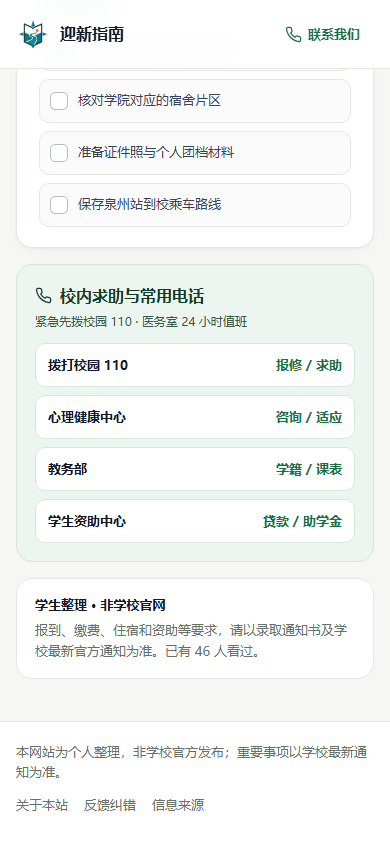 迎新指南
联系我们
核对学院对应的宿舍片区
准备证件照与个人团档材料
保存泉州站到校乘车路线
校内求助与常用电话
紧急先拨校园 110 · 医务室 24 小时值班
拨打校园 110
报修 / 求助
心理健康中心
咨询 / 适应
教务部
学籍 / 课表
学生资助中心
贷款 / 助学金
学生整理 • 非学校官网
报到、缴费、住宿和资助等要求，请以录取通知书及学
校最新官方通知为准。已有 46 人看过。
本网站为个人整理，非学校官方发布；重要事项以学校最新通
知为准。
关于本站
反馈纠错
信息来源